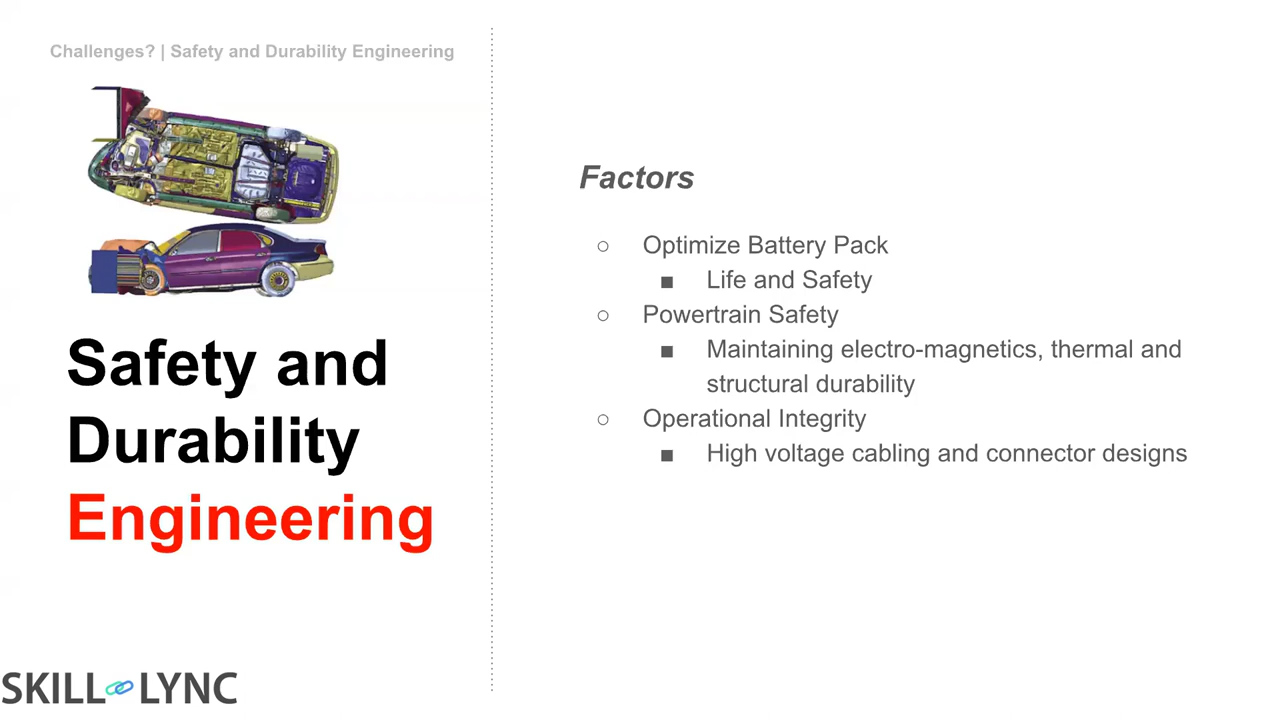 Challenges? | Safety and Durability Engineering
Safety and
Durability
Engineering
Factors
○ Optimize Battery Pack
■ Life and Safety
○ Powertrain Safety
■ Maintaining electro-magnetics, thermal and
structural durability
○ Operational Integrity
■ High voltage cabling and connector designs
SKILL LYNC